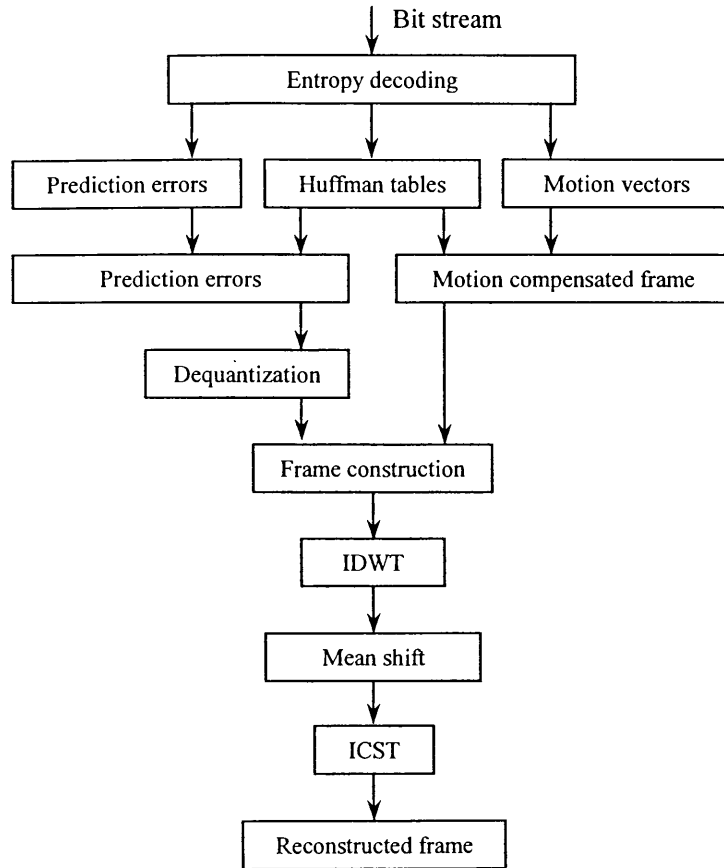 Bit stream
Entropy decoding
Prediction errors
Huffman tables
Motion vectors
Prediction errors
Motion compensated frame
Dequantization
Frame construction
IDWT
Mean shift
ICST
Reconstructed frame